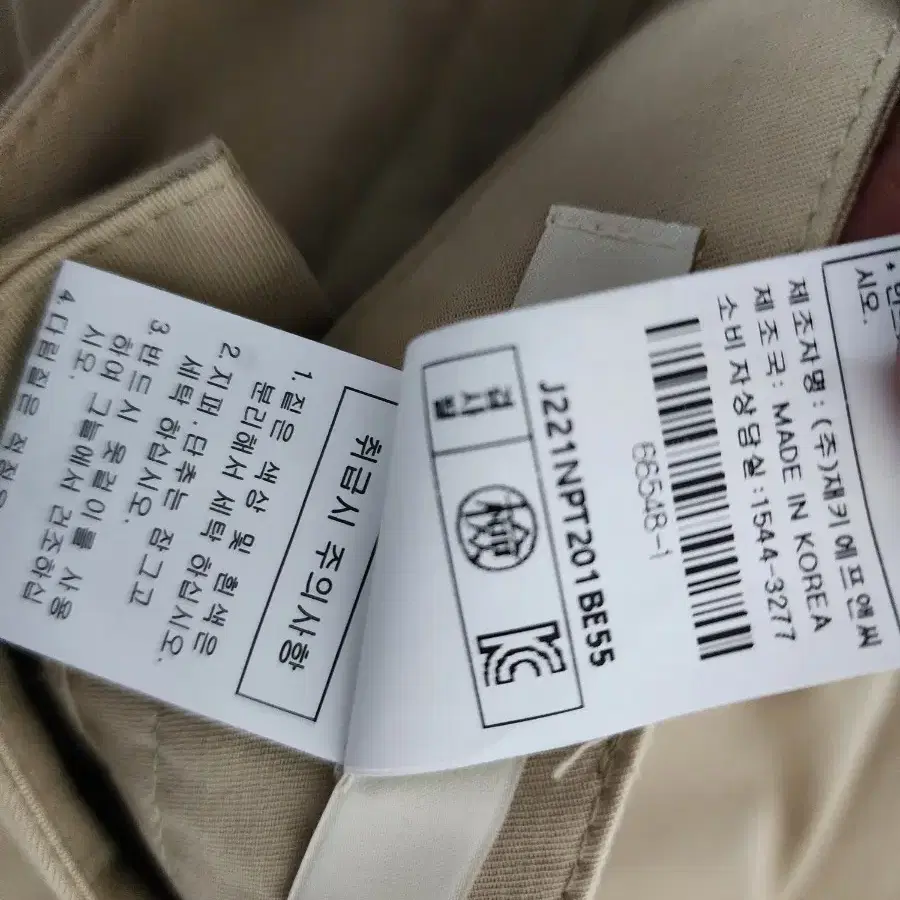 시오.
제조자명 : (주)재키에프앤씨
제조국: MADE IN KOREA
소비자상담실:1544-3277
66548-1
J221NPT201BE55
검사필
檢
취급시 주의사항
1. 짙은 색상 및 흰색은
분리해서 세탁 하십시오.
2.지퍼.단추는 잠그고
세탁 하십시오.
3. 반드시 옷걸이를 사용
하여 그늘에서 건조하십
시오.
4.다림질은